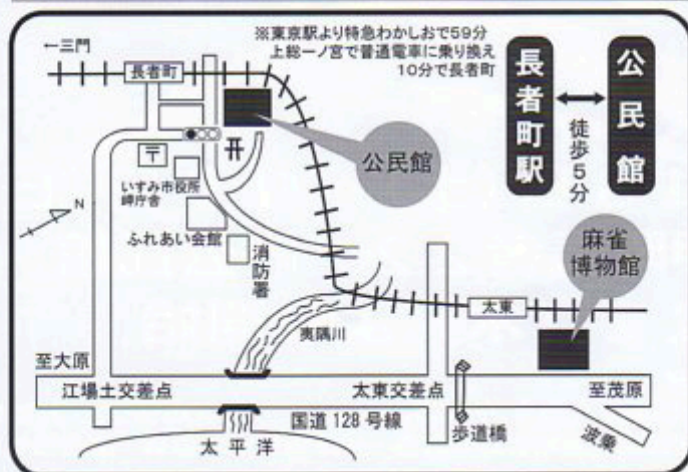 ※東京駅より特急わかしおで59分
上総一ノ宮で普通電車に乗り換え
10分で長者町
長者町駅
公民館
徒歩5分
←三門
長者町
公民館
〒
いすみ市役所
岬庁舎
ふれあい会館
消防署
N
麻雀
博物館
太東
夷隅川
至大原
江場土交差点
太東交差点
至茂原
国道128号線
歩道橋
波乗
太平洋